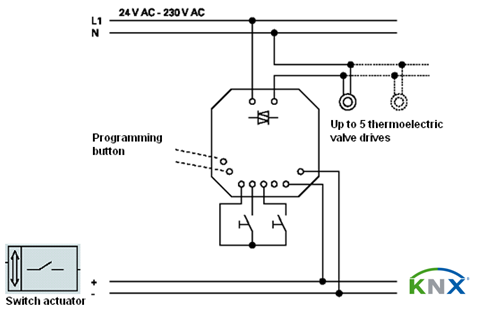 24 V AC - 230 V AC
L1
N
Up to 5 thermoelectric
valve drives
Programming
button
+
-
KNX
Switch actuator